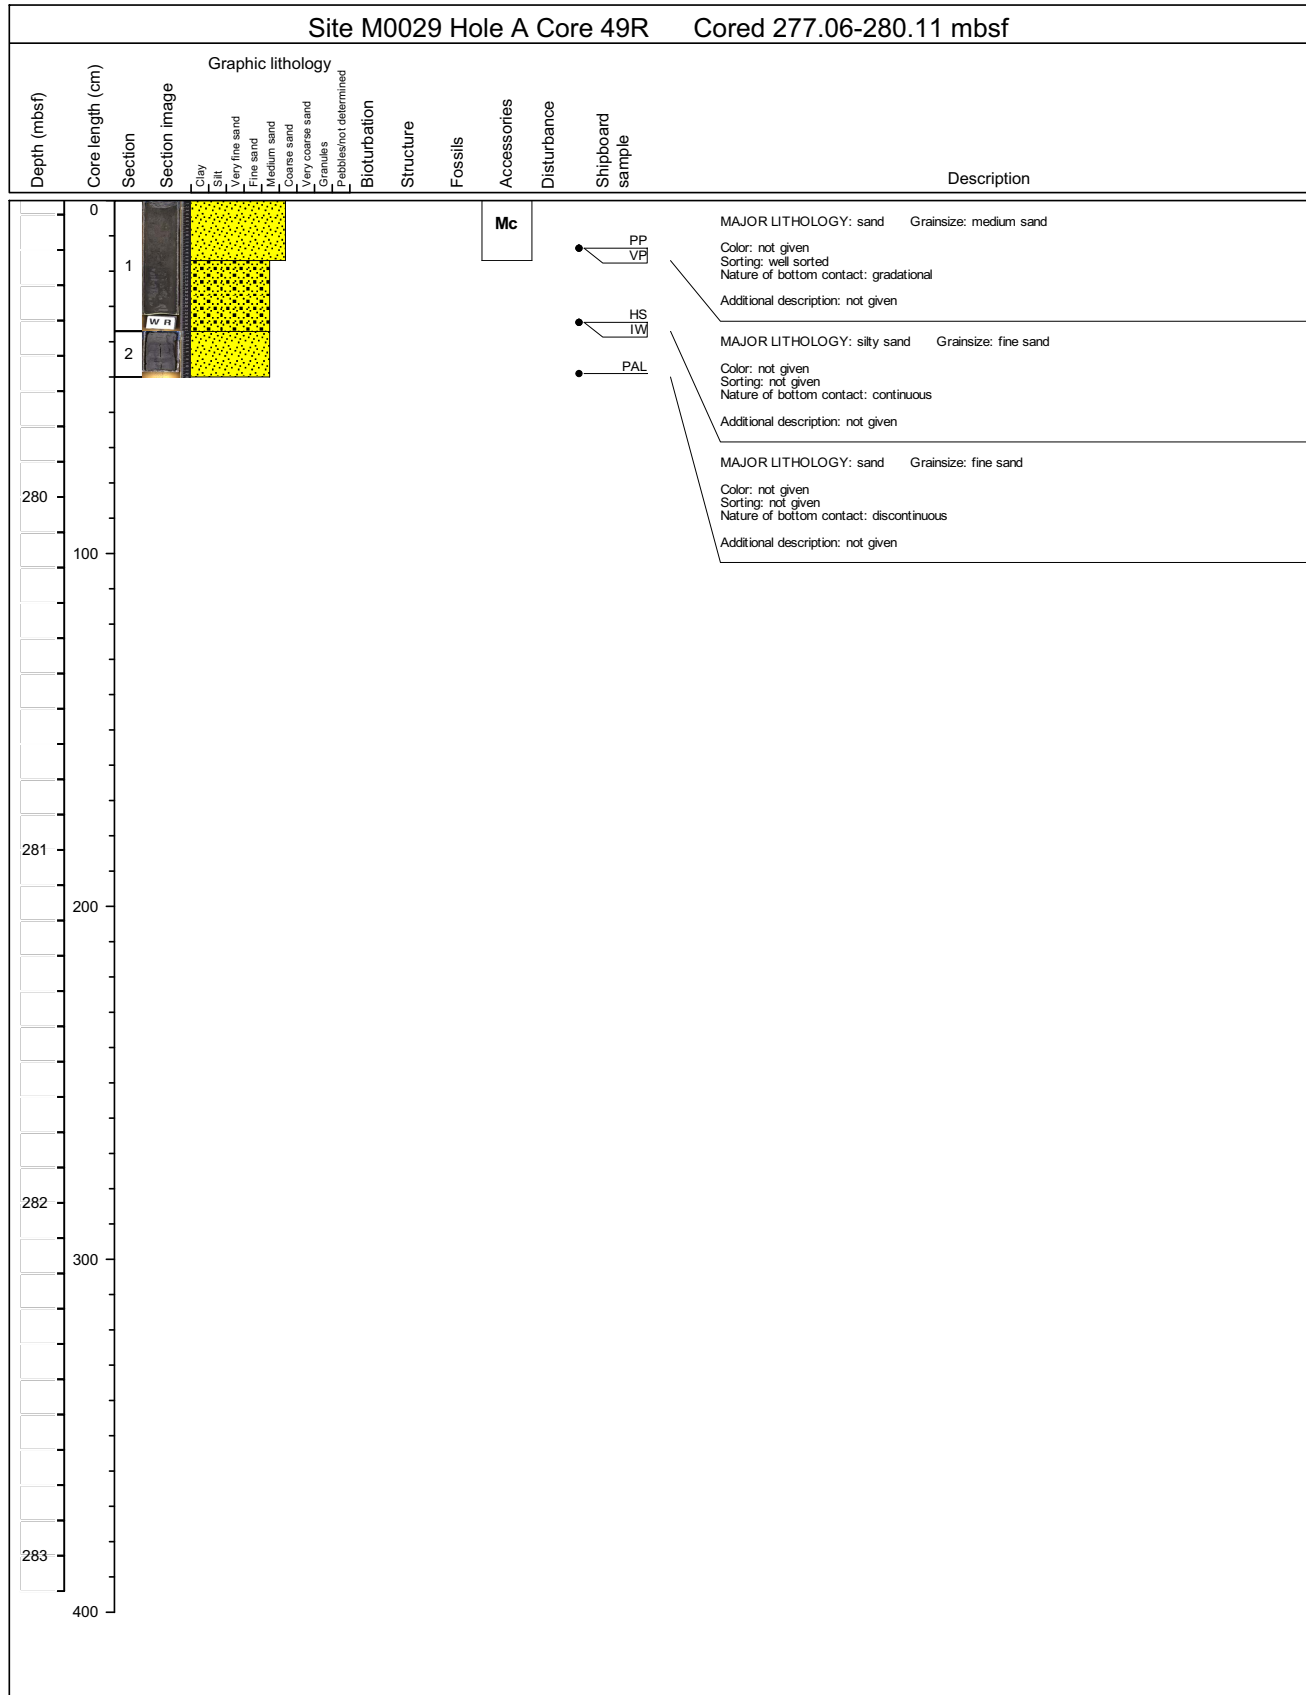 Site M0029 Hole A Core 49R Cored 277.06-280.11 mbsf
Graphic lithology
Depth (mbsf)
Core length (cm)
Section
Section image
Clay
Silt
Very fine sand
Fine sand
Medium sand
Coarse sand
Very coarse sand
Granules
Pebbles/not determined
Bioturbation
Structure
Fossils
Accessories
Disturbance
Shipboard
sample
Description
0
1
W R
2
Mc
PP
VP
HS
IW
PAL
MAJOR LITHOLOGY: sand Grainsize: medium sand
Color: not given
Sorting: well sorted
Nature of bottom contact: gradational
Additional description: not given
MAJOR LITHOLOGY: silty sand Grainsize: fine sand
Color: not given
Sorting: not given
Nature of bottom contact: continuous
Additional description: not given
MAJOR LITHOLOGY: sand Grainsize: fine sand
Color: not given
Sorting: not given
Nature of bottom contact: discontinuous
Additional description: not given
280
100
281
200
282
300
283
400